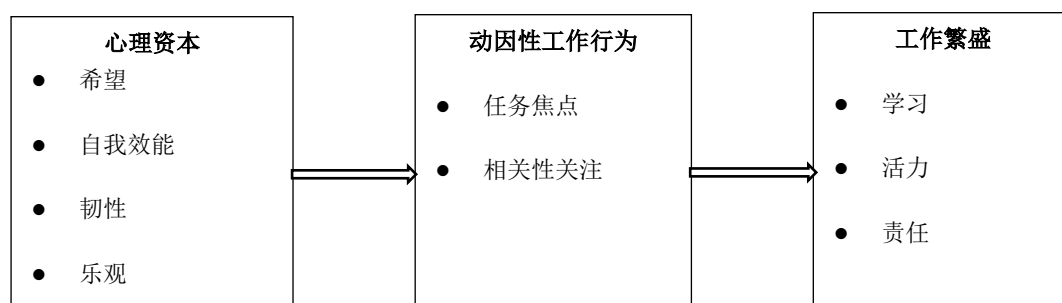 心理资本
● 希望
● 自我效能
● 韧性
● 乐观
动因性工作行为
● 任务焦点
● 相关性关注
工作繁盛
● 学习
● 活力
● 责任